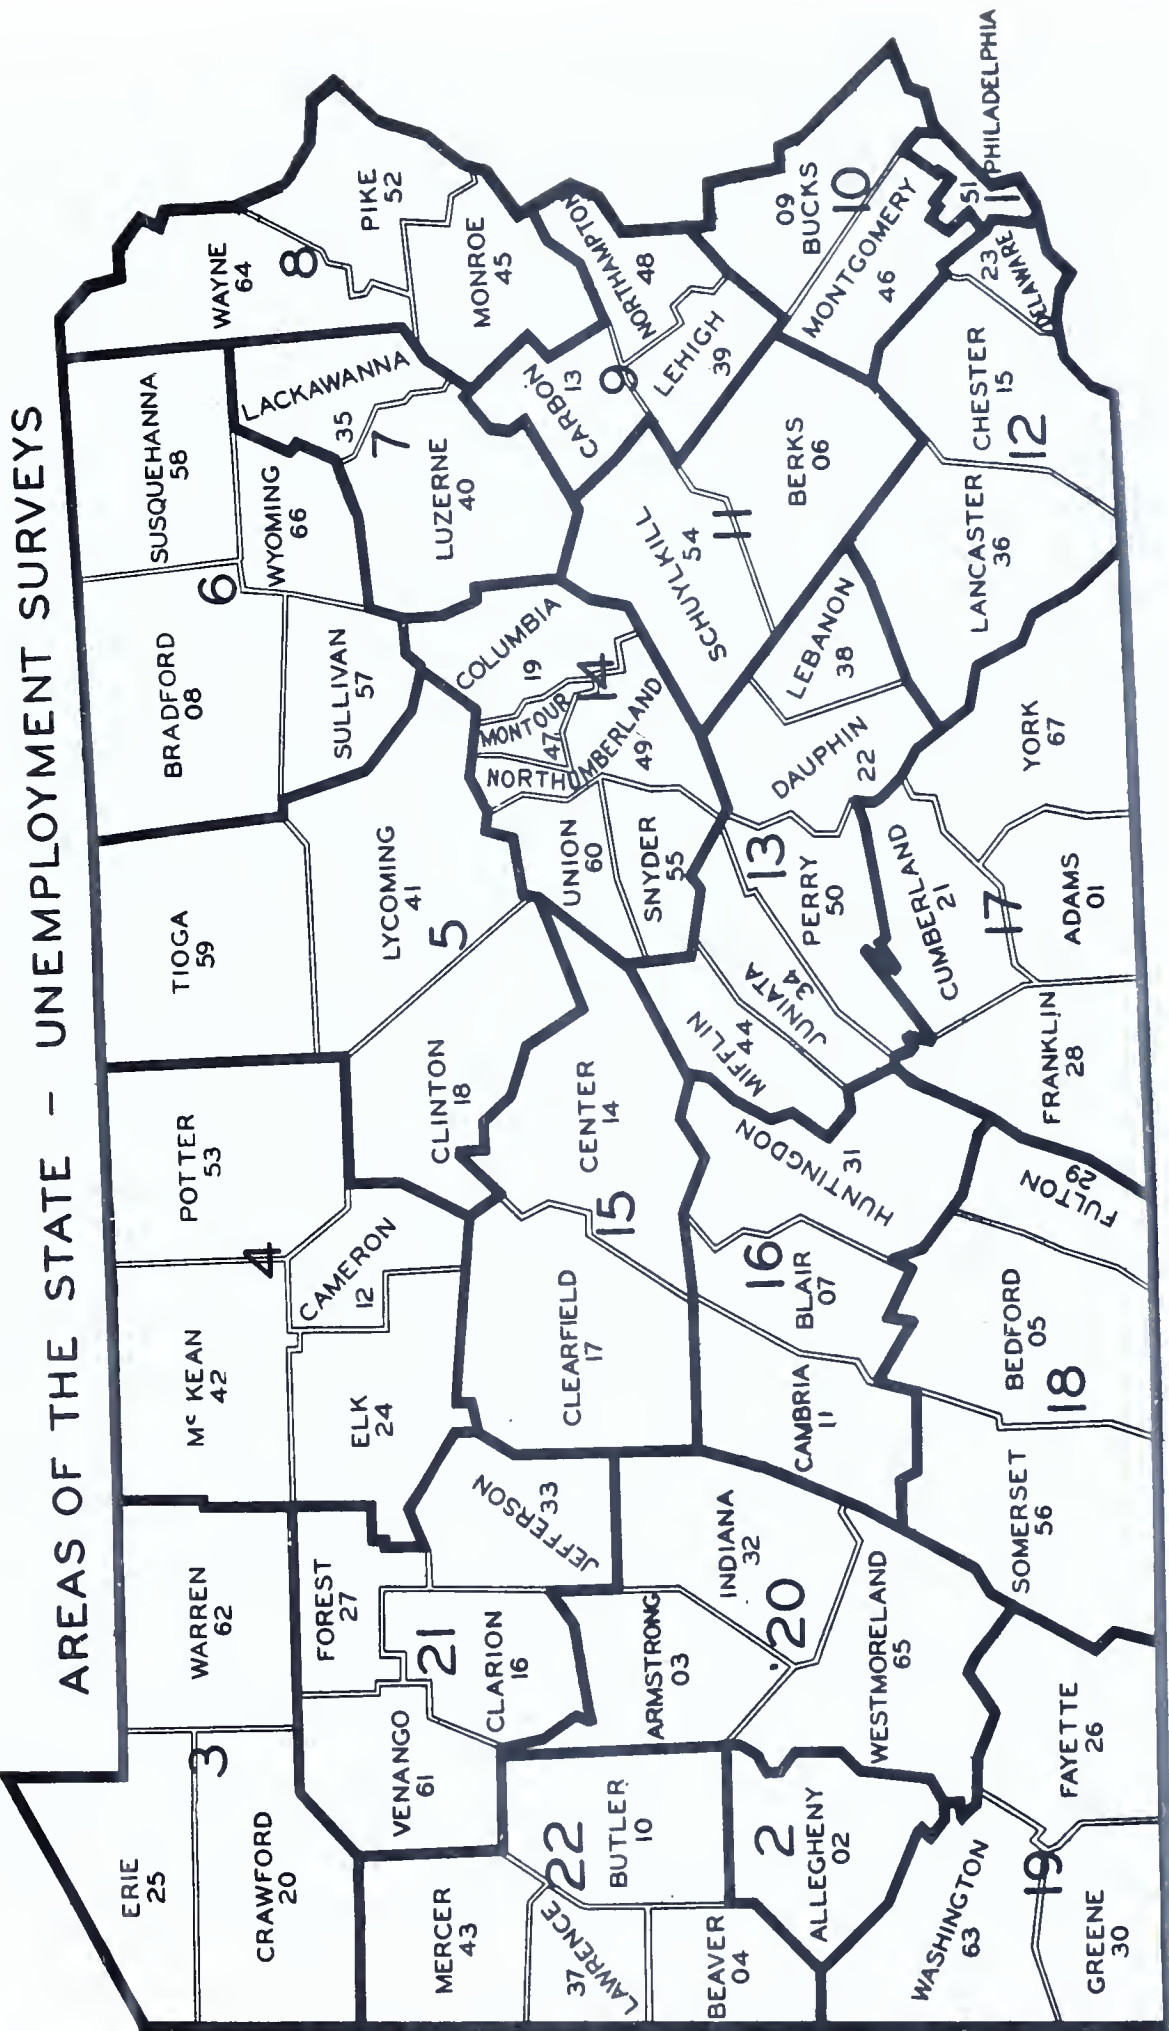 AREAS OF THE STATE - UNEMPLOYMENT SURVEYS
ERIE
25
CRAWFORD
20
3
WARREN
62
MERCER
43
VENANGO
61
FOREST
27
21
CLARION
16
JEFFERSON
33
Mc KEAN
42
POTTER
53
4
ELK
24
CAMERON
12
TIOGA
59
LYCOMING
41
5
CLINTON
18
BRADFORD
08
SUSQUEHANNA
58
6
WYOMING
66
SULLIVAN
57
WAYNE
64
8
PIKE
52
MONROE
45
LACKAWANNA
35
7
LUZERNE
40
CARBON
13
9
NORTHAMPTON
48
LEHIGH
39
COLUMBIA
19
MONTOUR
47
14
NORTHUMBERLAND
49
UNION
60
SNYDER
55
CENTER
14
15
CLEARFIELD
17
LAWRENCE
37
22
BUTLER
10
BEAVER
04
ARMSTRONG
03
INDIANA
32
20
WESTMORELAND
65
2
ALLEGHENY
02
CAMBRIA
11
16
BLAIR
07
HUNTINGDON
31
MIFFLIN
44
JUNIATA
34
13
PERRY
50
DAUPHIN
22
LEBANON
38
SCHUYLKILL
54
11
BERKS
06
09
BUCKS
10
MONTGOMERY
46
51
1
PHILADELPHIA
23
DELAWARE
CHESTER
15
12
LANCASTER
36
YORK
67
CUMBERLAND
21
17
ADAMS
01
FRANKLIN
28
FULTON
29
BEDFORD
05
18
SOMERSET
56
FAYETTE
26
WASHINGTON
63
19
GREENE
30